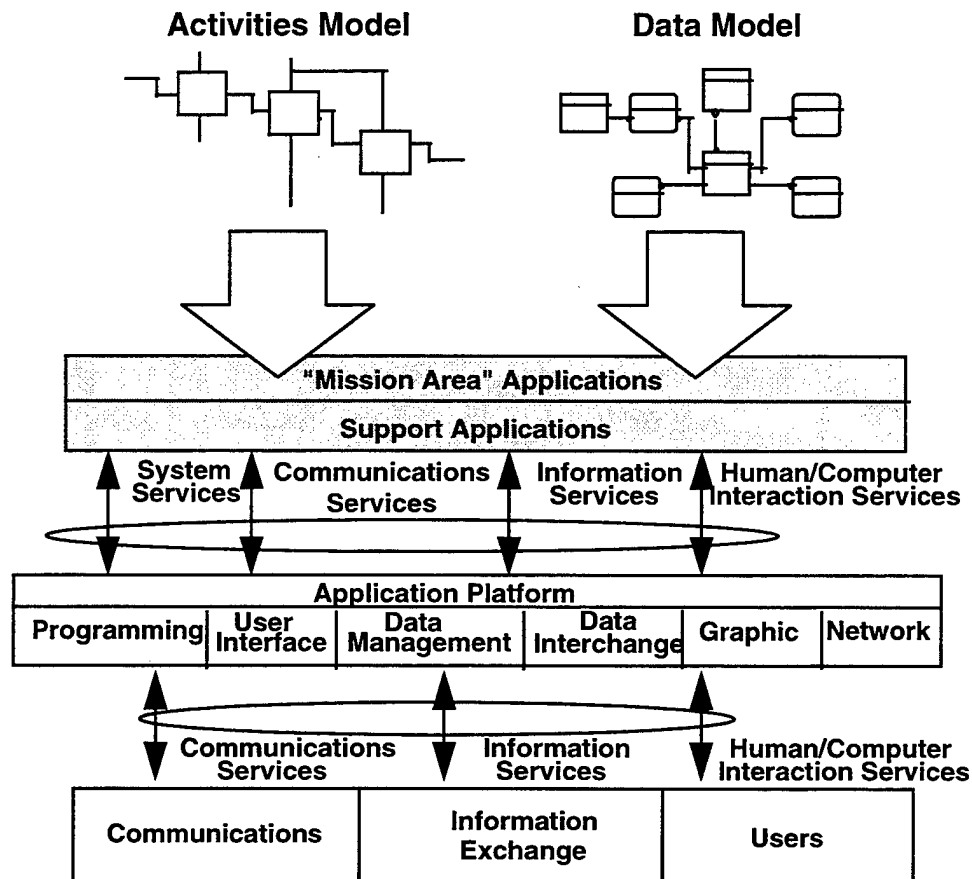 Activities Model
Data Model
"Mission Area" Applications
Support Applications
System
Services
Communications
Services
Information
Services
Human/Computer
Interaction Services
Application Platform
Programming
User
Interface
Data
Management
Data
Interchange
Graphic
Network
Communications
Services
Information
Services
Human/Computer
Interaction Services
Communications
Information
Exchange
Users